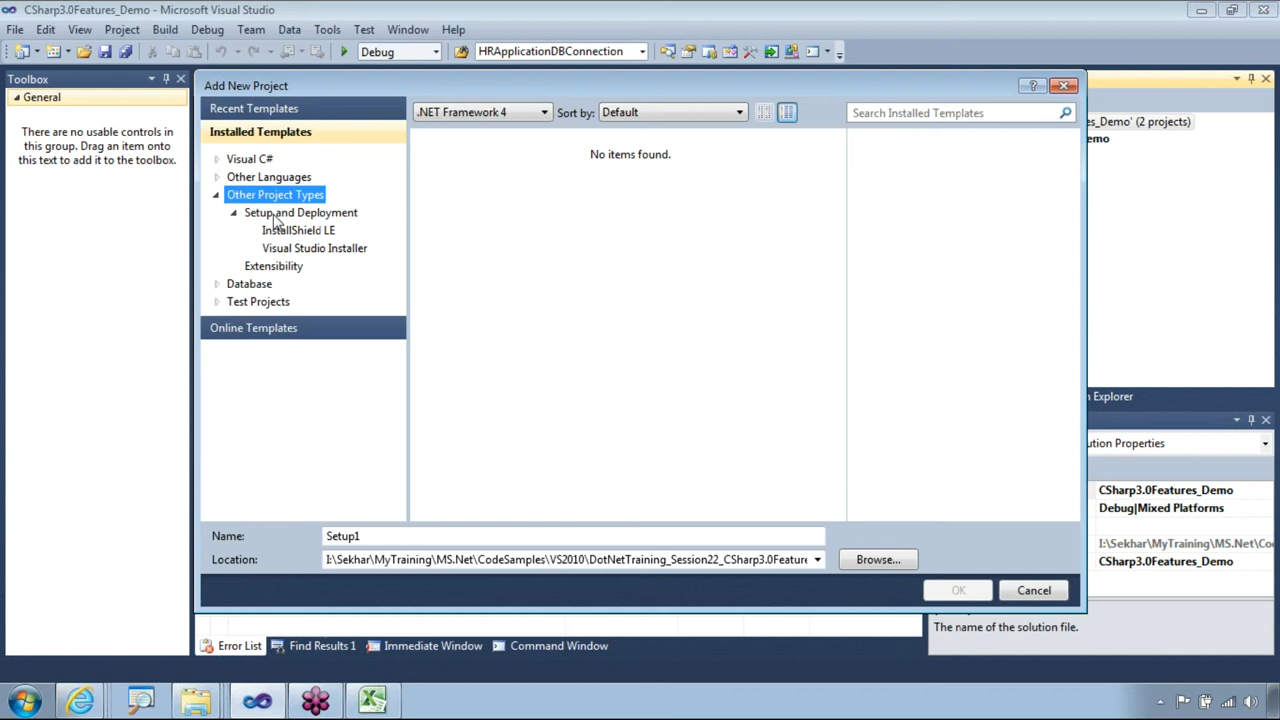 CSharp3.0Features_Demo - Microsoft Visual Studio
File Edit View Project Build Debug Team Data Tools Test Window Help
Debug HRApplicationDBConnection
Toolbox
General
There are no usable controls in
this group. Drag an item onto
this text to add it to the toolbox.
Add New Project
Recent Templates
Installed Templates
Visual C#
Other Languages
Other Project Types
Setup and Deployment
InstallShield LE
Visual Studio Installer
Extensibility
Database
Test Projects
Online Templates
.NET Framework 4 Sort by: Default
Search Installed Templates
No items found.
Name: Setup1
Location: I:\Sekhar\MyTraining\MS.Net\CodeSamples\VS2010\DotNetTraining_Session22_CSharp3.0Feature
Browse...
OK Cancel
es_Demo' (2 projects)
emo
Explorer
ution Properties
CSharp3.0Features_Demo
Debug|Mixed Platforms
I:\Sekhar\MyTraining\MS.Net\Co
CSharp3.0Features_Demo
The name of the solution file.
Error List Find Results 1 Immediate Window Command Window